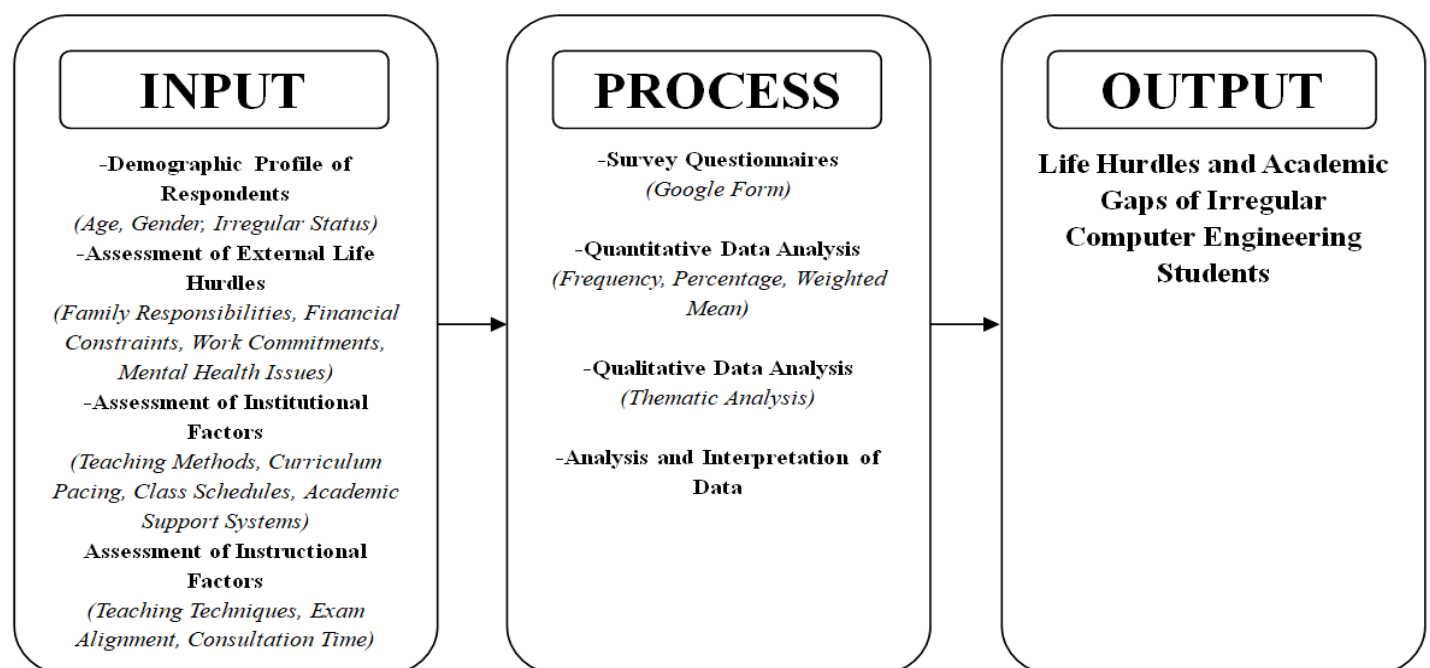 INPUT
-Demographic Profile of
Respondents
(Age, Gender, Irregular Status)
-Assessment of External Life
Hurdles
(Family Responsibilities, Financial
Constraints, Work Commitments,
Mental Health Issues)
-Assessment of Institutional
Factors
(Teaching Methods, Curriculum
Pacing, Class Schedules, Academic
Support Systems)
Assessment of Instructional
Factors
(Teaching Techniques, Exam
Alignment, Consultation Time)
PROCESS
-Survey Questionnaires
(Google Form)
-Quantitative Data Analysis
(Frequency, Percentage, Weighted
Mean)
-Qualitative Data Analysis
(Thematic Analysis)
-Analysis and Interpretation of
Data
OUTPUT
Life Hurdles and Academic
Gaps of Irregular
Computer Engineering
Students